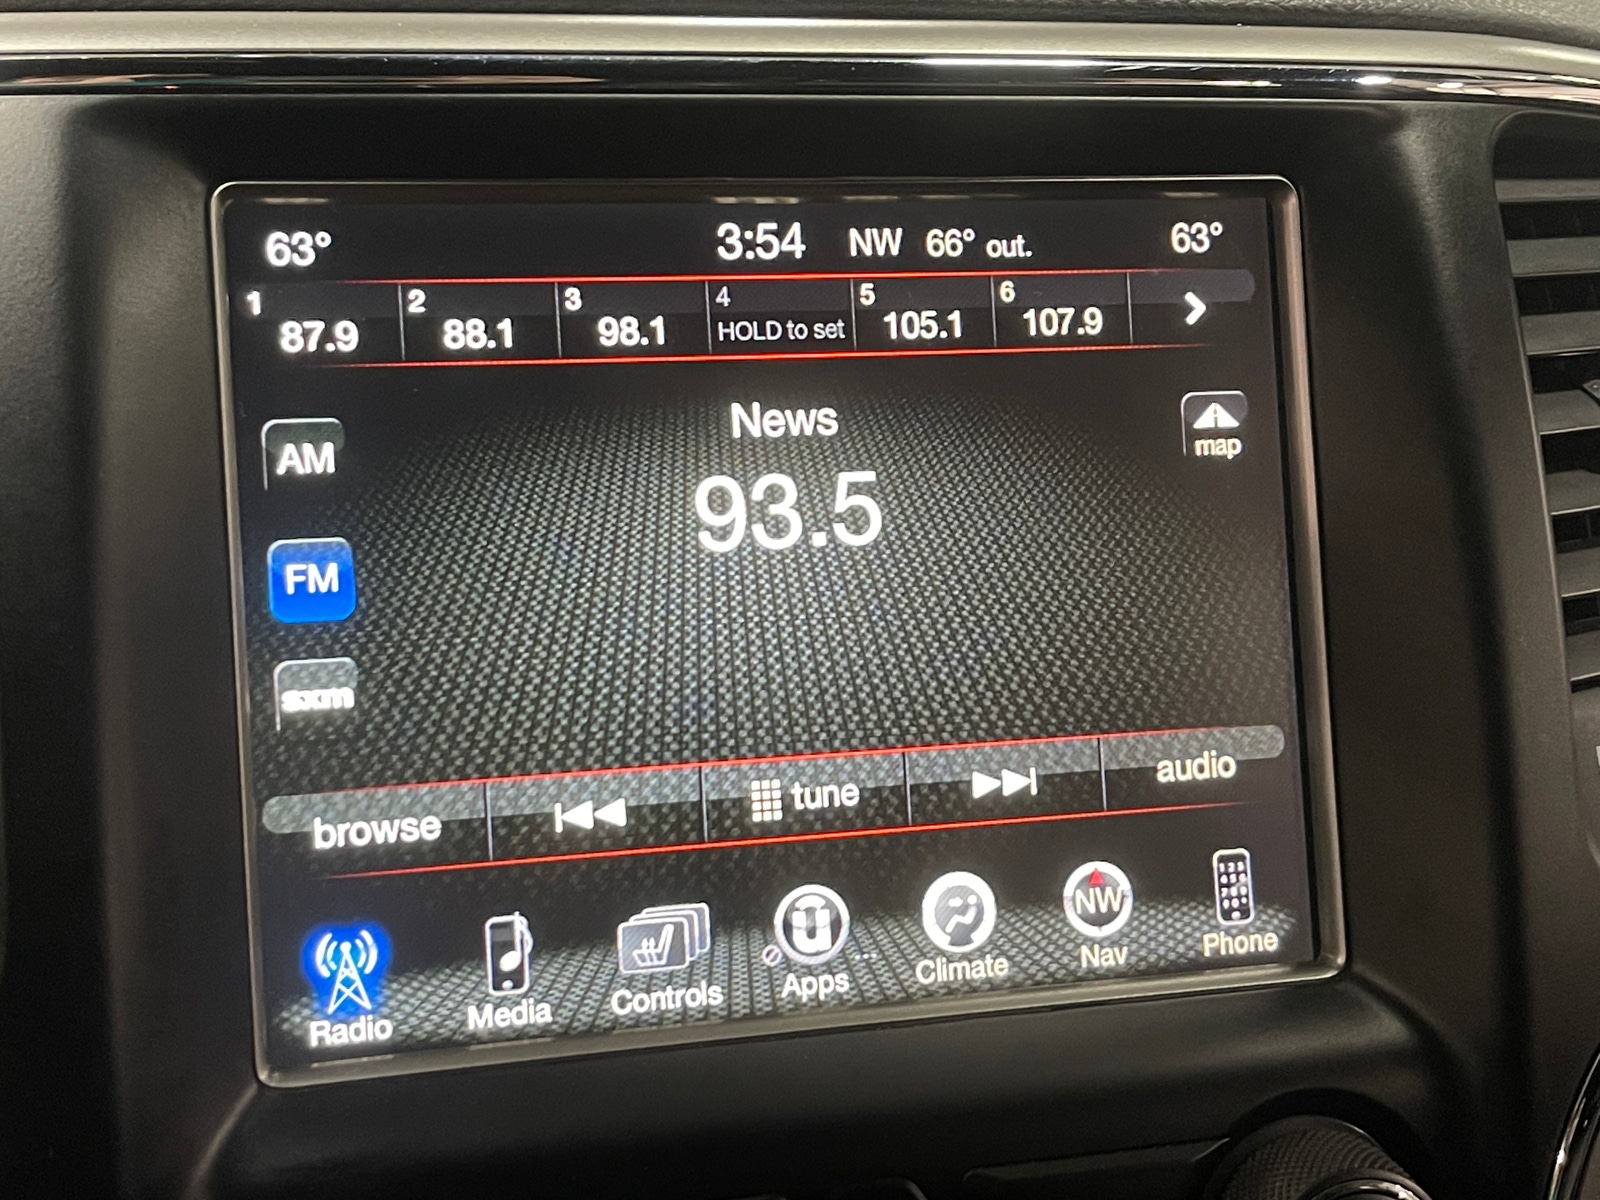 63° 3:54 NW 66° out. 63°
1 2 3 4 5 6
87.9 88.1 98.1 HOLD to set 105.1 107.9
News
93.5
map
AM
FM
sxm
browse tune audio
NW
Radio Media Controls Apps Climate Nav Phone